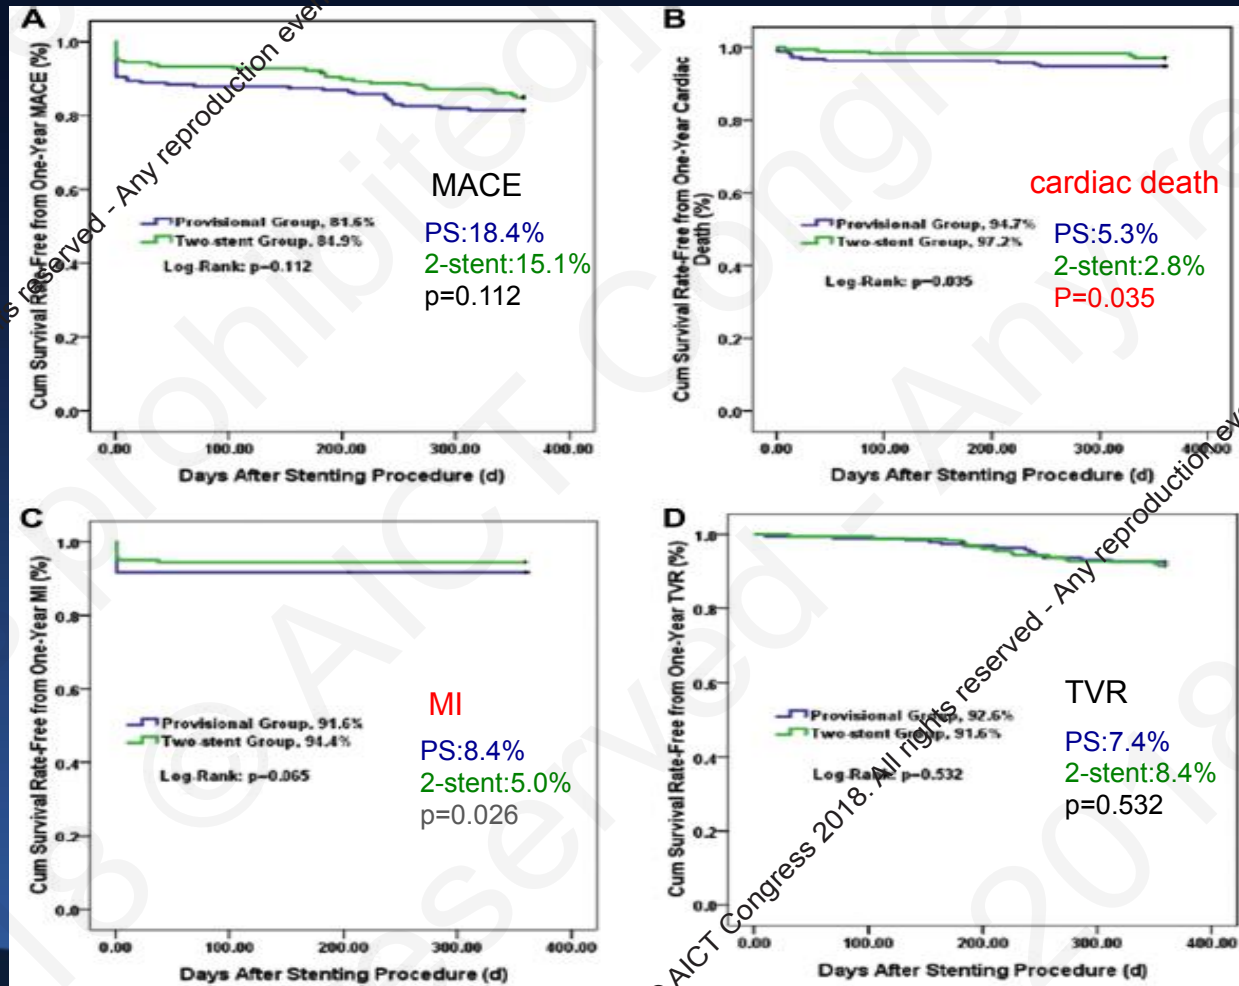 A
Cum Survival Rate-Free from One-Year MACE (%)
1.0
0.8
0.6
0.4
0.2
0.0
MACE
Provisional Group, 81.6%
Two-stent Group, 84.9%
Log-Rank: p=0.112
PS:18.4%
2-stent:15.1%
p=0.112
0.00 100.00 200.00 300.00 400.00
Days After Stenting Procedure (d)
B
Cum Survival Rate-Free from One-Year Cardiac
Death (%)
1.0
0.8
0.6
0.4
0.2
0.0
cardiac death
Provisional Group, 94.7%
Two-stent Group, 97.2%
Log-Rank: p=0.035
PS:5.3%
2-stent:2.8%
P=0.035
0.00 100.00 200.00 300.00 400.00
Days After Stenting Procedure (d)
C
Cum Survival Rate-Free from One-Year MI (%)
1.0
0.8
0.6
0.4
0.2
0.0
MI
Provisional Group, 91.6%
Two-stent Group, 94.4%
Log-Rank: p=0.065
PS:8.4%
2-stent:5.0%
p=0.026
0.00 100.00 200.00 300.00 400.00
Days After Stenting Procedure (d)
D
Cum Survival Rate-Free from One-Year TVR (%)
1.0
0.8
0.6
0.4
0.2
0.0
TVR
Provisional Group, 92.6%
Two-stent Group, 91.6%
Log-Rank: p=0.532
PS:7.4%
2-stent:8.4%
p=0.532
0.00 100.00 200.00 300.00 400.00
Days After Stenting Procedure (d)
reserved - Any reproduction
AICT Congress 2018. All rights reserved - Any reproduction
prohibited
© AICT Congre
eserved - Any re
2018